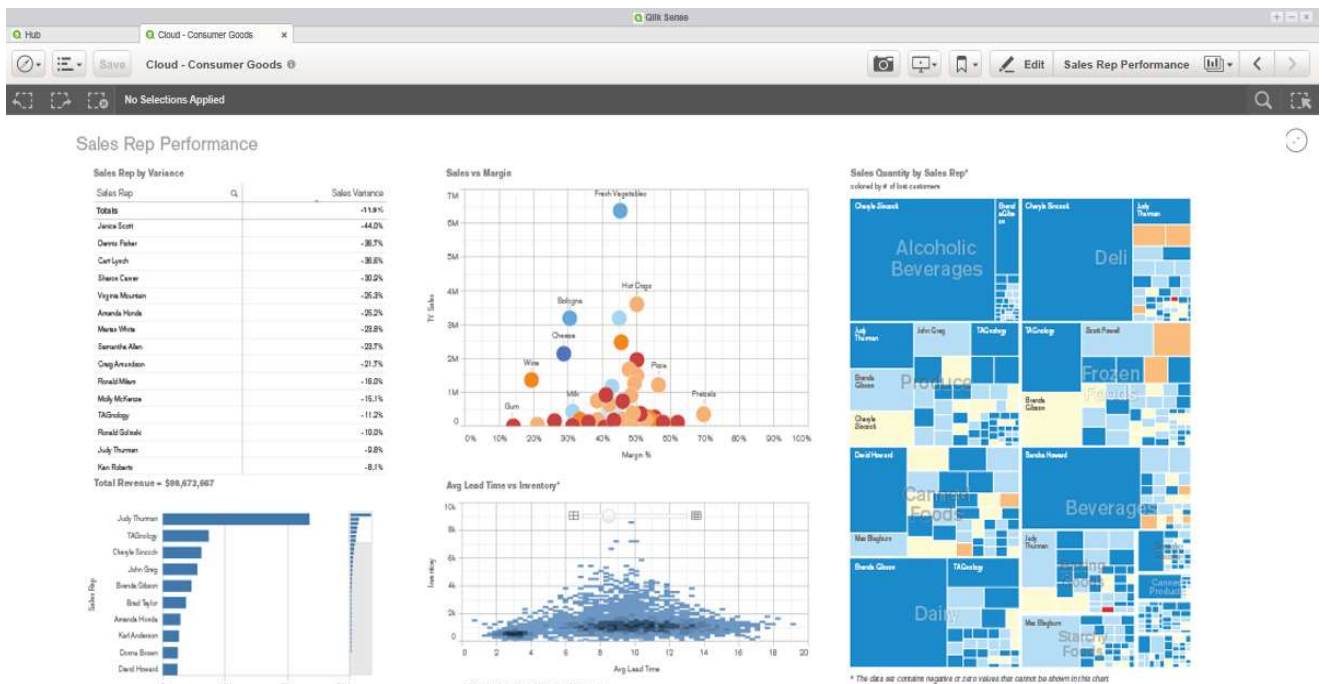 Qlik Sense
Hub
Cloud - Consumer Goods
Save
Cloud - Consumer Goods
Edit
Sales Rep Performance
No Selections Applied
Sales Rep Performance
Sales Rep by Variance
Sales Rep Sales Variance
Totals -11.9%
Janice Scott -44.0%
Dennis Fisher -36.7%
Cart Lynch -36.6%
Sharon Carver -30.9%
Virginia Mountain -25.3%
Amanda Honda -25.2%
White -23.8%
Samantha Allen -23.7%
Craig Amundson -21.7%
Ronald Milam -16.0%
Molly McKenzie -15.1%
TAGnology -11.2%
Ronald -10.0%
Judy Thurman -9.8%
Ken Roberts -8.1%
Total Revenue = $98,673,667
Judy Thurman
TAGnology
Cheryle Sincock
John Greg
Brenda Gibson
Brad Taylor
Amanda Honda
Karl Anderson
Donna Brown
David Howard
Sales Rep
Sales vs Margin
7M
6M
5M
4M
3M
2M
1M
0
TY Sales
Fresh Vegetables
Hot Dogs
Bologna
Cheese
Wine
Pizza
Milk
Gum
Pretzels
0% 10% 20% 30% 40% 50% 60% 70% 80% 90% 100%
Margin %
Avg Lead Time vs Inventory*
10k
8k
6k
4k
2k
0
Inventory
0 2 4 6 8 10 12 14 16 18 20
Avg Lead Time
Sales Quantity by Sales Rep*
colored by # of lost customers
Cheryle Sincock
Alcoholic
Beverages
Cheryle Sincock
Judy
Thurman
Deli
Judy
Thurman
John Greg
TAGnology
Brenda
Gibson
Produce
Cheryle
Sincock
TAGnology
Scott Powell
Frozen
Foods
Brenda
Gibson
David Howard
Canned
Foods
Max Blagburn
Sandra Howard
Beverages
Judy
Thurman
Foods
Canned
Products
Brenda Gibson
TAGnology
Dairy
Max Blagburn
Starchy
Foods
* The data set contains negative or zero values that cannot be shown in this chart.